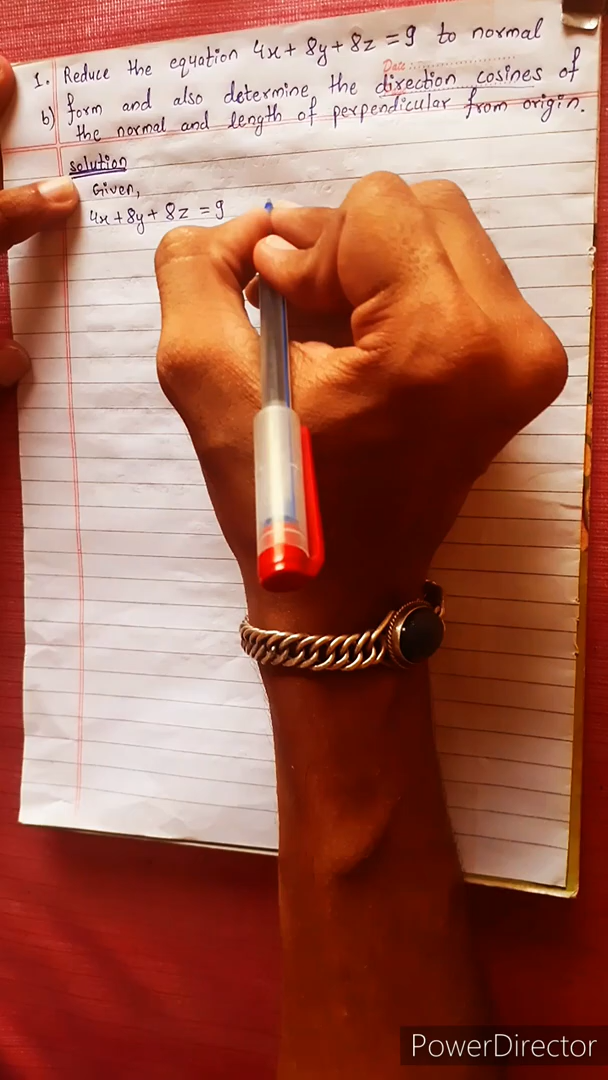 1. Reduce the equation 4x + 8y + 8z = 9 to normal
Date :
b) form and also determine the direction cosines of
the normal and length of perpendicular from origin.
solution
Given,
4x + 8y + 8z = 9
PowerDirector